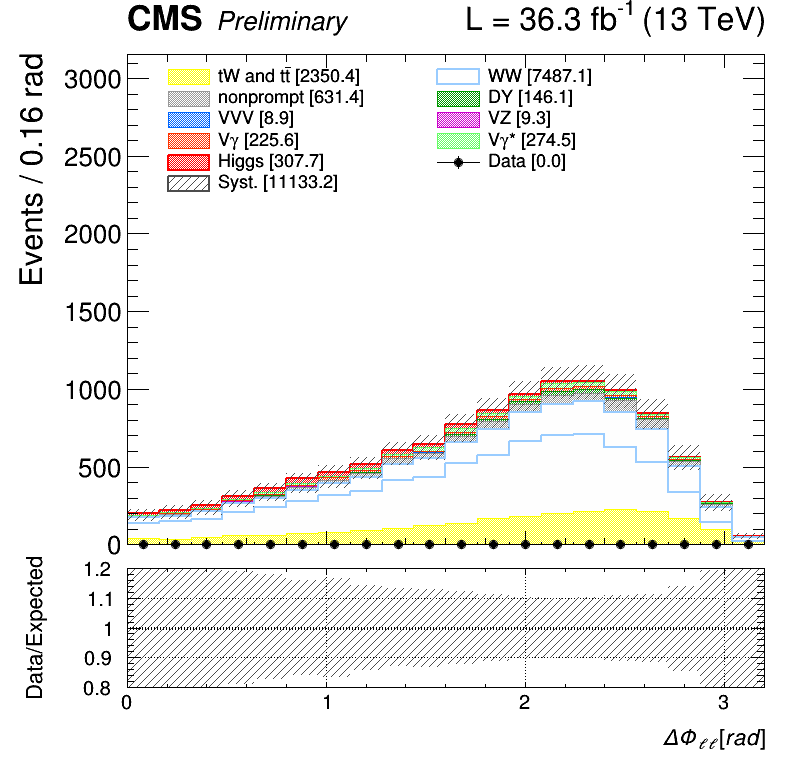 CMS Preliminary L = 36.3 fb⁻¹ (13 TeV)
Events / 0.16 rad
3000
2500
2000
1500
1000
500
0
tW and tt̄ [2350.4]
nonprompt [631.4]
VVV [8.9]
Vγ [225.6]
Higgs [307.7]
Syst. [11133.2]
WW [7487.1]
DY [146.1]
VZ [9.3]
Vγ* [274.5]
Data [0.0]
Data/Expected
1.2
1.1
1
0.9
0.8
0 1 2 3
ΔΦℓℓ[rad]